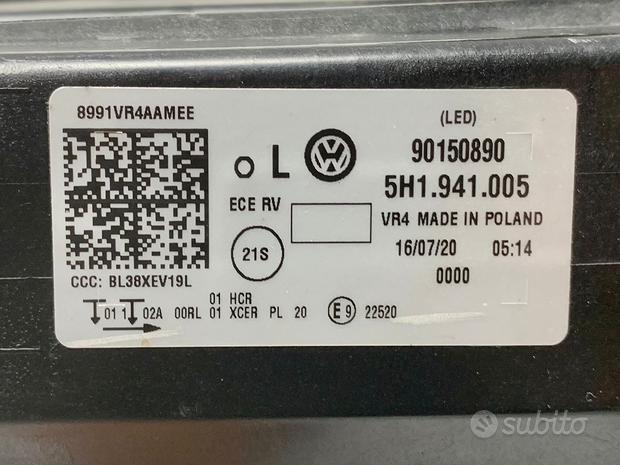 8991VR4AAMEE
(LED)
o L
90150890
5H1.941.005
ECE RV
VR4 MADE IN POLAND
21S
16/07/20 05:14
0000
CCC: BL38XEV19L
01 HCR
01 1 02A 00RL 01 XCER PL 20 E9 22520
subito